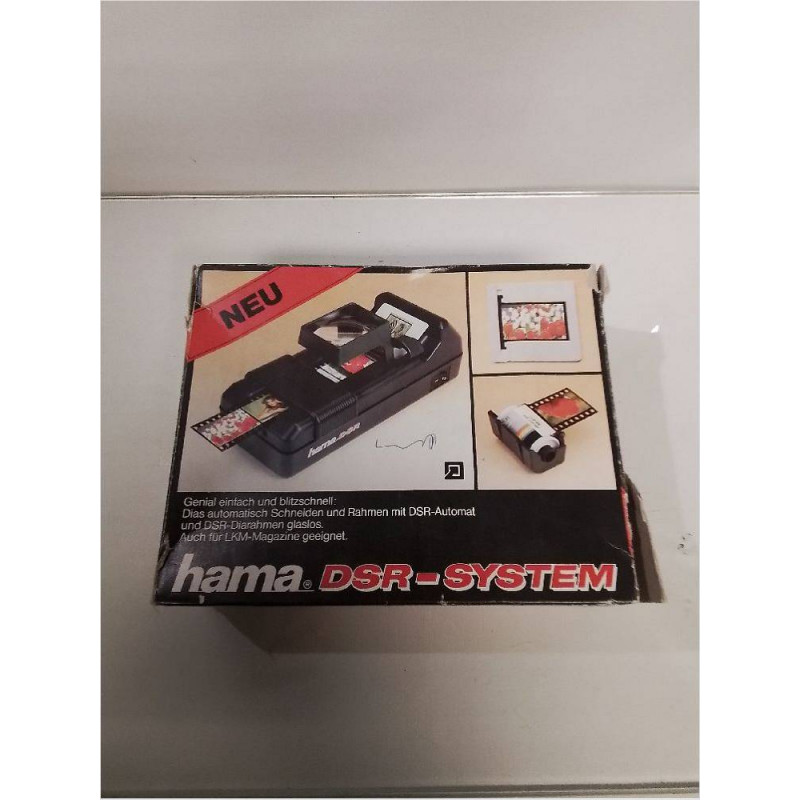 NEU
hama DSR
Genial einfach und blitzschnell:
Dias automatisch Schneiden und Rahmen mit DSR-Automat
und DSR-Diarahmen glaslos.
Auch für LKM-Magazine geeignet.
hama® DSR-SYSTEM